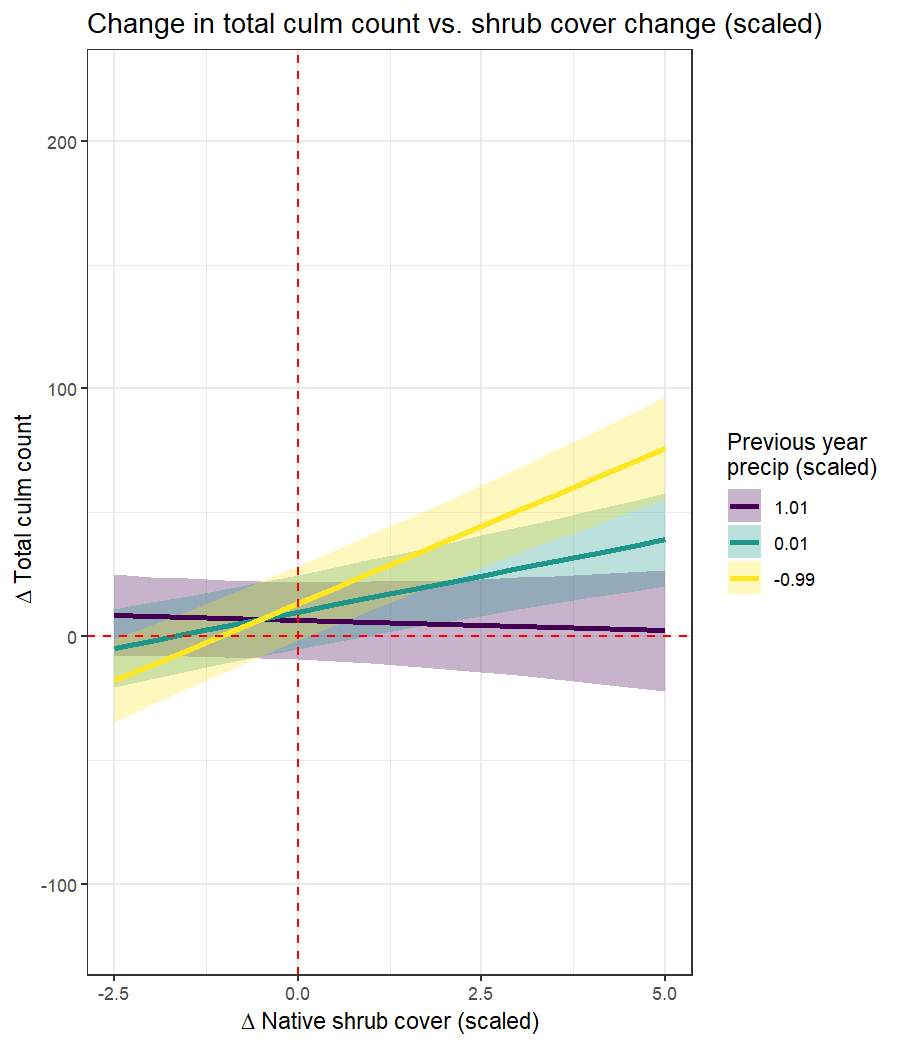 Change in total culm count vs. shrub cover change (scaled)
200
100
0
-100
Δ Total culm count
-2.5
0.0
2.5
5.0
Δ Native shrub cover (scaled)
Previous year
precip (scaled)
1.01
0.01
-0.99